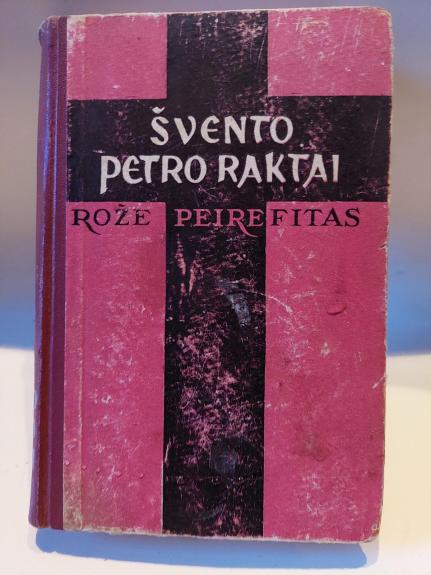 ŠVENTO
PETRO RAKTAI
ROŽE PEIREFITAS